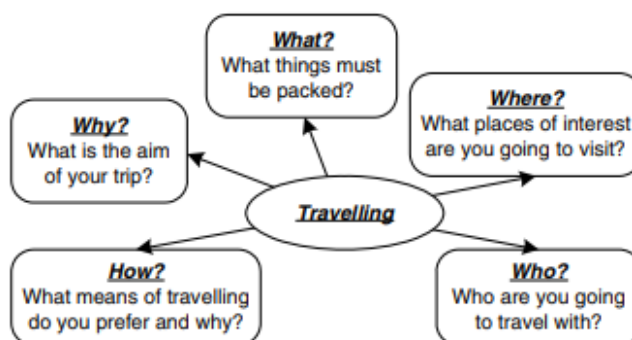 What?
What things must
be packed?
Where?
What places of interest
are you going to visit?
Why?
What is the aim
of your trip?
Travelling
How?
What means of travelling
do you prefer and why?
Who?
Who are you going
to travel with?